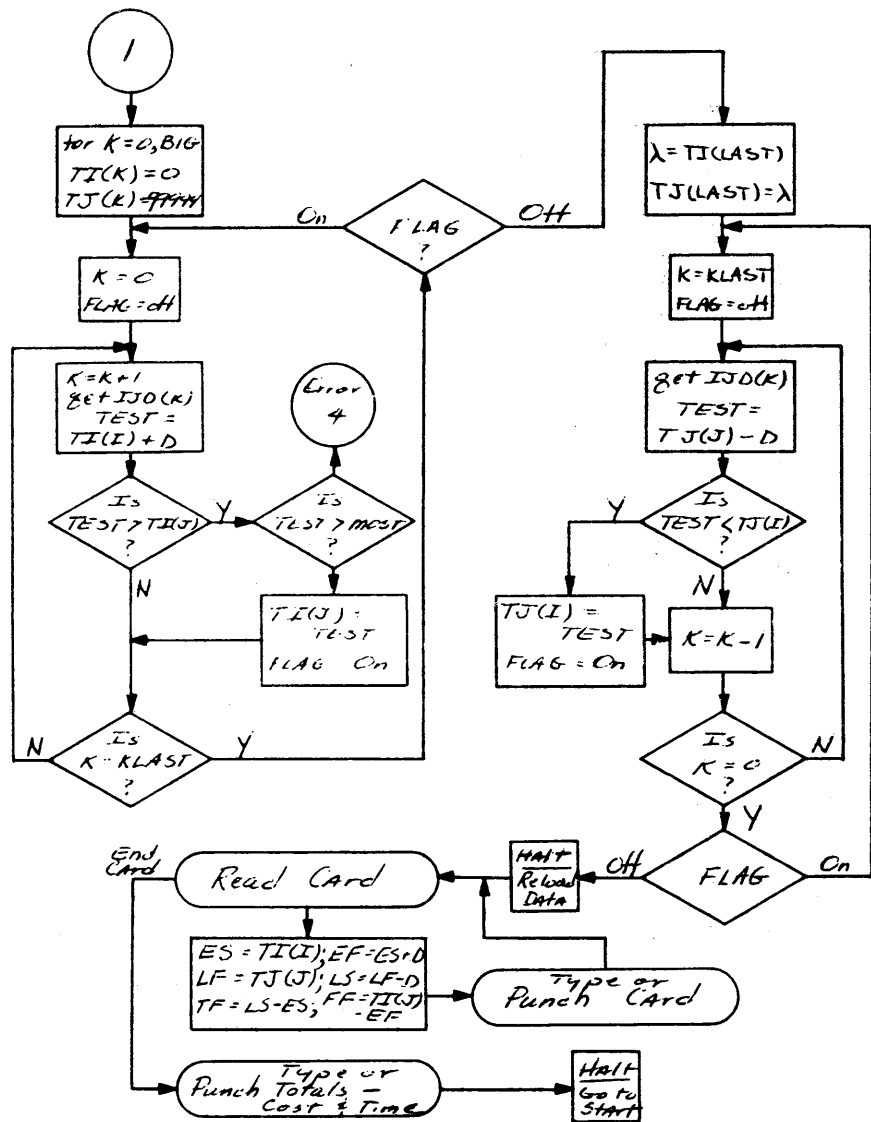 1
for K=0,BIG
TI(K)=0
TJ(K)=99999
On
FLAG
?
Off
λ=TI(LAST)
TJ(LAST)=λ
K=0
FLAG=off
K=KLAST
FLAG=off
K=K+1
get IJD(K)
TEST=
TI(I)+D
Error
4
get IJD(K)
TEST=
TJ(J)-D
Is
TEST>TI(J)
?
Y
N
Is
TEST>MOST
?
Is
TEST<TJ(I)
?
Y
N
TI(J)=
TEST
FLAG On
TJ(I)=
TEST
FLAG=On
K=K-1
Is
K=KLAST
?
N
Y
Is
K=0
?
N
Y
FLAG
Off
On
HALT
Reload
DATA
End
CARD
Read CARD
ES=TI(I); EF=ES+D
LF=TJ(J); LS=LF-D
TF=LS-ES; FF=TI(J)
-EF
Type or
Punch CARD
Type or
Punch Totals -
Cost & Time
HALT
Go to
START